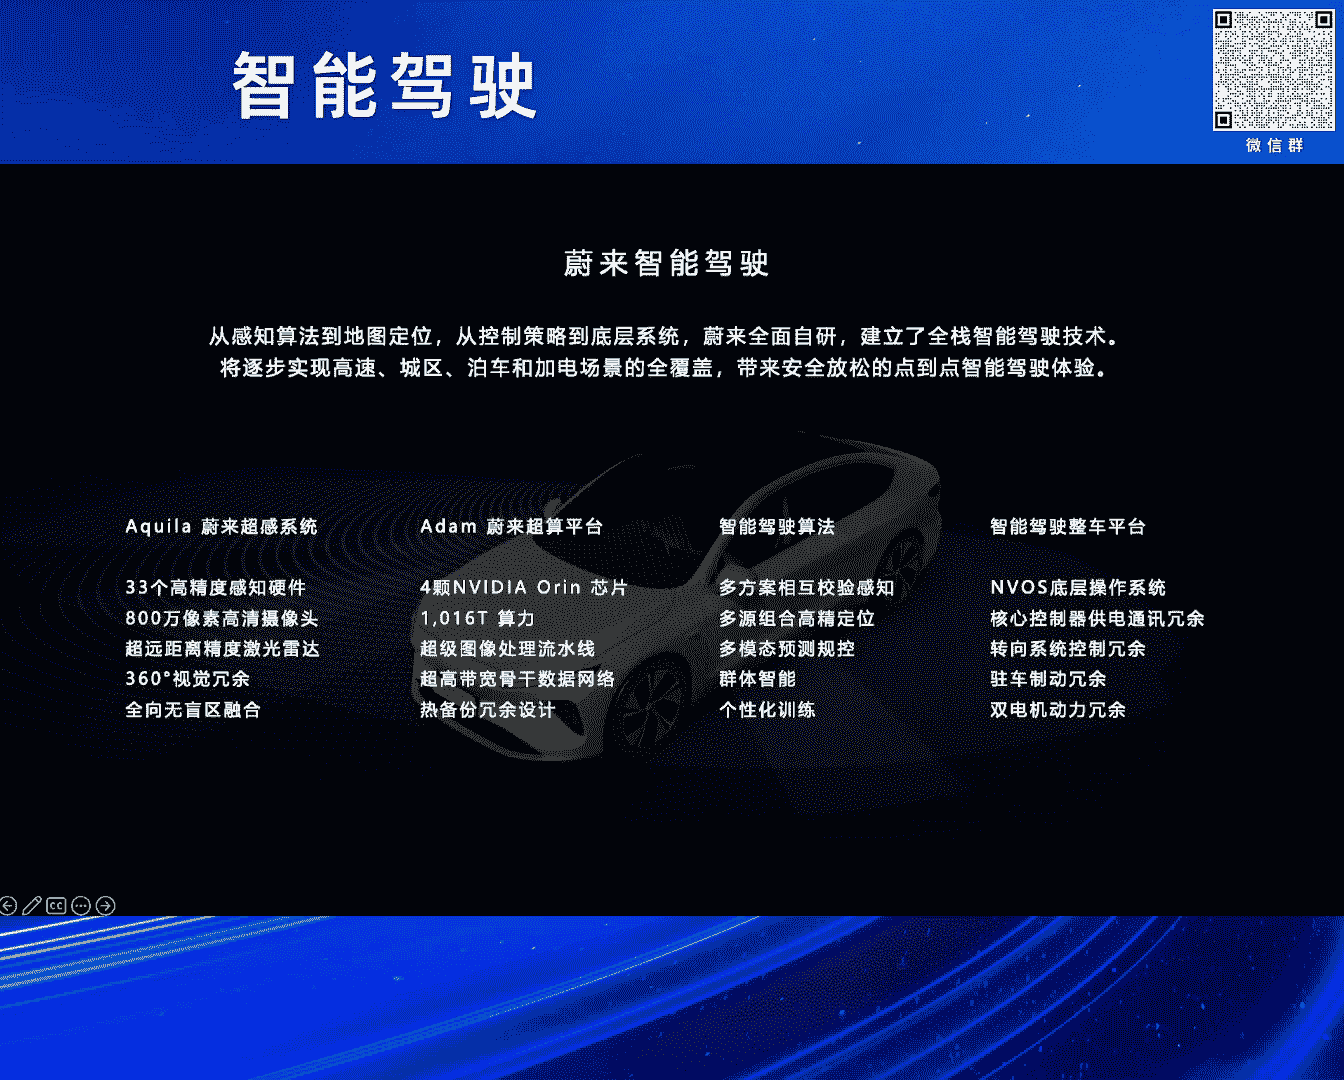 智能驾驶
微信群
蔚来智能驾驶
从感知算法到地图定位，从控制策略到底层系统，蔚来全面自研，建立了全栈智能驾驶技术。
将逐步实现高速、城区、泊车和加电场景的全覆盖，带来安全放松的点到点智能驾驶体验。
Aquila 蔚来超感系统
33个高精度感知硬件
800万像素高清摄像头
超远距离精度激光雷达
360°视觉冗余
全向无盲区融合
Adam 蔚来超算平台
4颗NVIDIA Orin 芯片
1,016T 算力
超级图像处理流水线
超高带宽骨干数据网络
热备份冗余设计
智能驾驶算法
多方案相互校验感知
多源组合高精定位
多模态预测规控
群体智能
个性化训练
智能驾驶整车平台
NVOS底层操作系统
核心控制器供电通讯冗余
转向系统控制冗余
驻车制动冗余
双电机动力冗余
CC